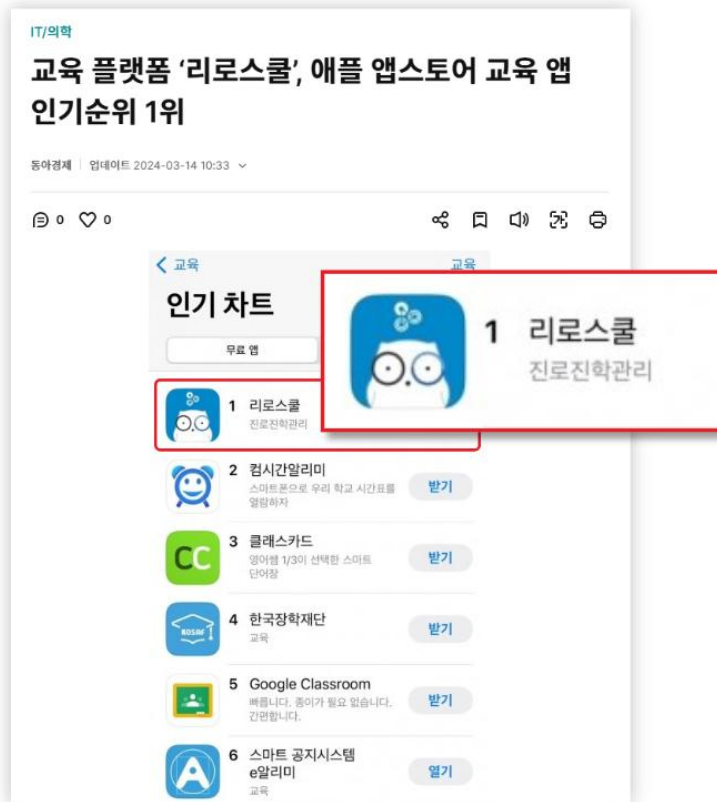 IT/의학
교육 플랫폼 ‘리로스쿨’, 애플 앱스토어 교육 앱
인기순위 1위
동아경제 업데이트 2024-03-14 10:33
0 0
교육 교육
인기 차트
무료 앱
1 리로스쿨
진로진학관리
1 리로스쿨
진로진학관리
2 컴시간알리미
스마트폰으로 우리 학교 시간표를
열람하자
받기
CC
3 클래스카드
영어쌤 1/3이 선택한 스마트
단어장
받기
KOSAF
4 한국장학재단
교육
받기
5 Google Classroom
빠릅니다. 종이가 필요 없습니다.
간편합니다.
받기
6 스마트 공지시스템
e알리미
교육
열기